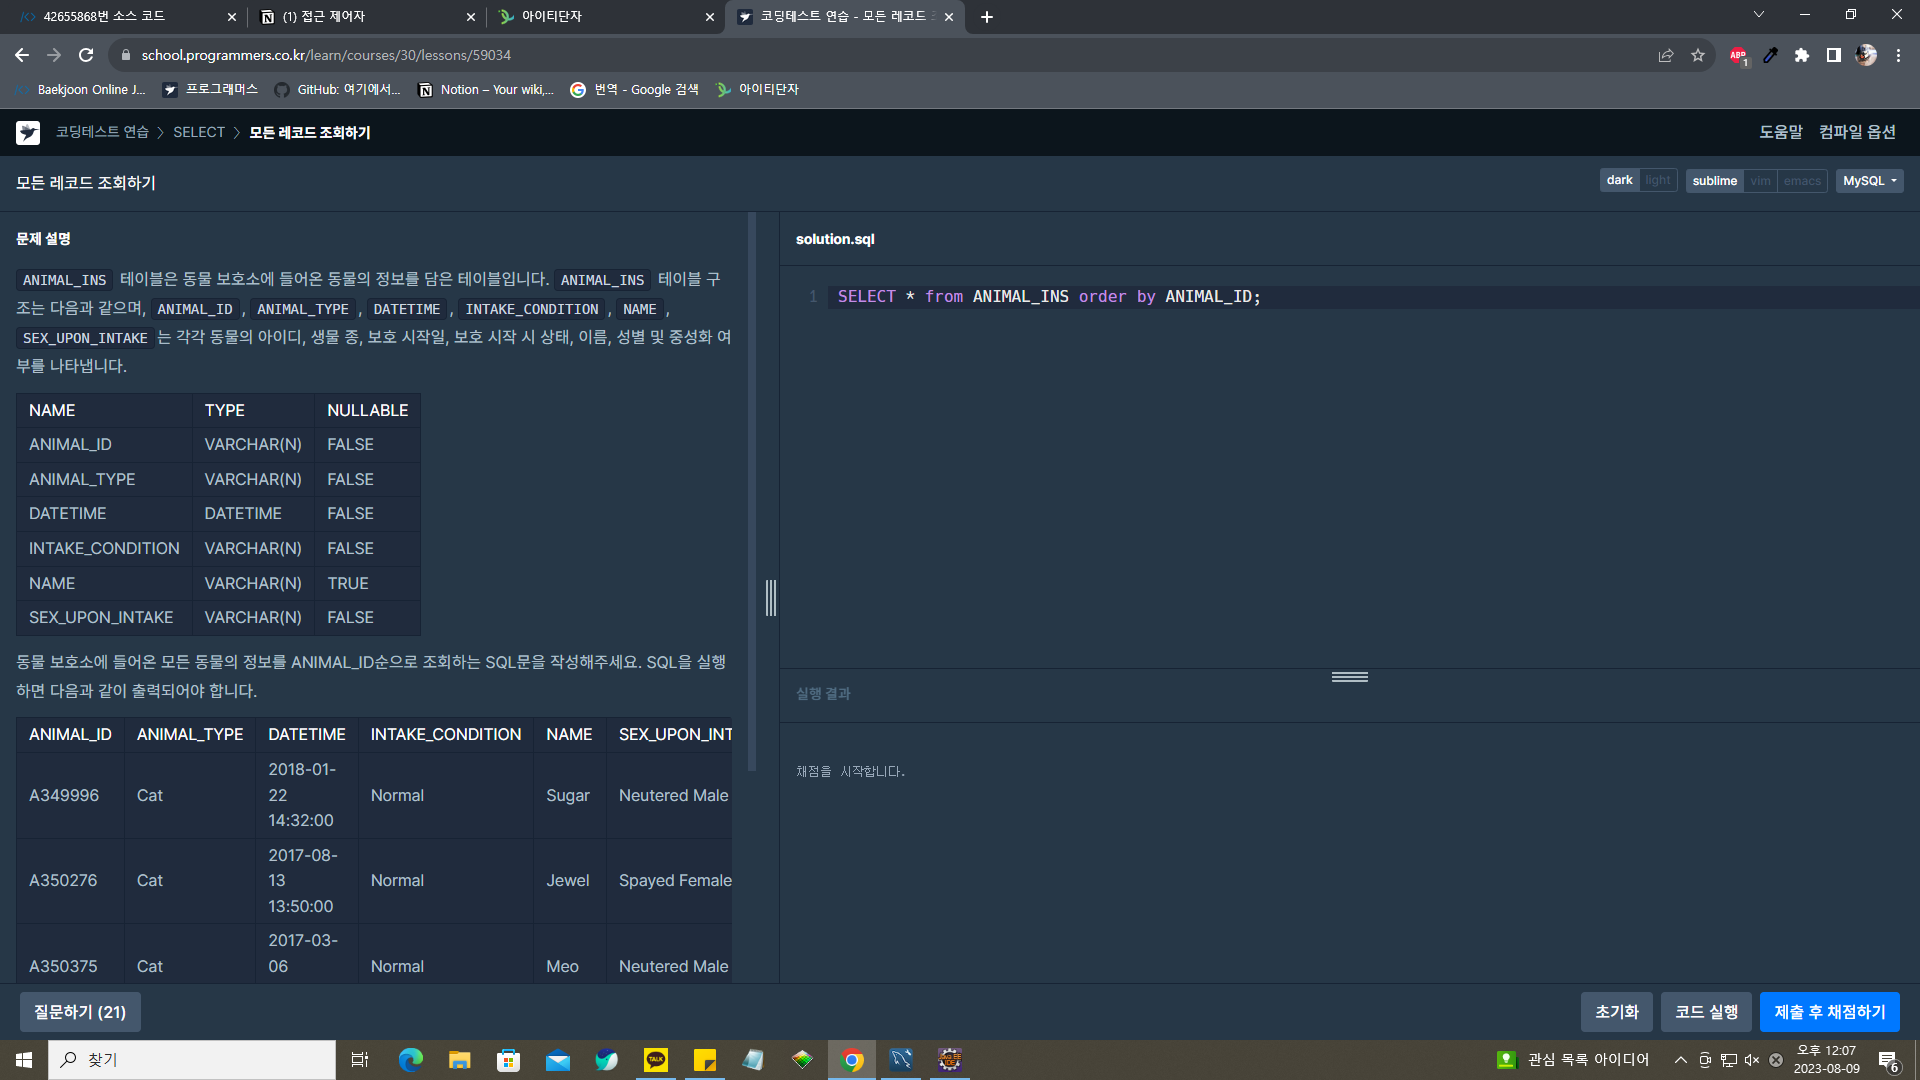 42655868번 소스 코드
(1) 접근 제어자
아이티단자
코딩테스트 연습 - 모든 레코드 조
school.programmers.co.kr/learn/courses/30/lessons/59034
ABP
1
Baekjoon Online J...
프로그래머스
GitHub: 여기에서...
Notion – Your wiki,...
번역 - Google 검색
아이티단자
코딩테스트 연습 > SELECT > 모든 레코드 조회하기
도움말 컴파일 옵션
모든 레코드 조회하기
dark light sublime vim emacs MySQL
문제 설명
ANIMAL_INS 테이블은 동물 보호소에 들어온 동물의 정보를 담은 테이블입니다. ANIMAL_INS 테이블 구
조는 다음과 같으며, ANIMAL_ID, ANIMAL_TYPE, DATETIME, INTAKE_CONDITION, NAME,
SEX_UPON_INTAKE는 각각 동물의 아이디, 생물 종, 보호 시작일, 보호 시작 시 상태, 이름, 성별 및 중성화 여
부를 나타냅니다.
NAME TYPE NULLABLE
ANIMAL_ID VARCHAR(N) FALSE
ANIMAL_TYPE VARCHAR(N) FALSE
DATETIME DATETIME FALSE
INTAKE_CONDITION VARCHAR(N) FALSE
NAME VARCHAR(N) TRUE
SEX_UPON_INTAKE VARCHAR(N) FALSE
동물 보호소에 들어온 모든 동물의 정보를 ANIMAL_ID순으로 조회하는 SQL문을 작성해주세요. SQL을 실행
하면 다음과 같이 출력되어야 합니다.
ANIMAL_ID ANIMAL_TYPE DATETIME INTAKE_CONDITION NAME SEX_UPON_INT
A349996 Cat 2018-01-22 14:32:00 Normal Sugar Neutered Male
A350276 Cat 2017-08-13 13:50:00 Normal Jewel Spayed Female
A350375 Cat 2017-03-06 Normal Meo Neutered Male
solution.sql
1 SELECT * from ANIMAL_INS order by ANIMAL_ID;
실행 결과
채점을 시작합니다.
질문하기 (21)
초기화 코드 실행 제출 후 채점하기
찾기
TALK
관심 목록 아이디어
오후 12:07
2023-08-09
6